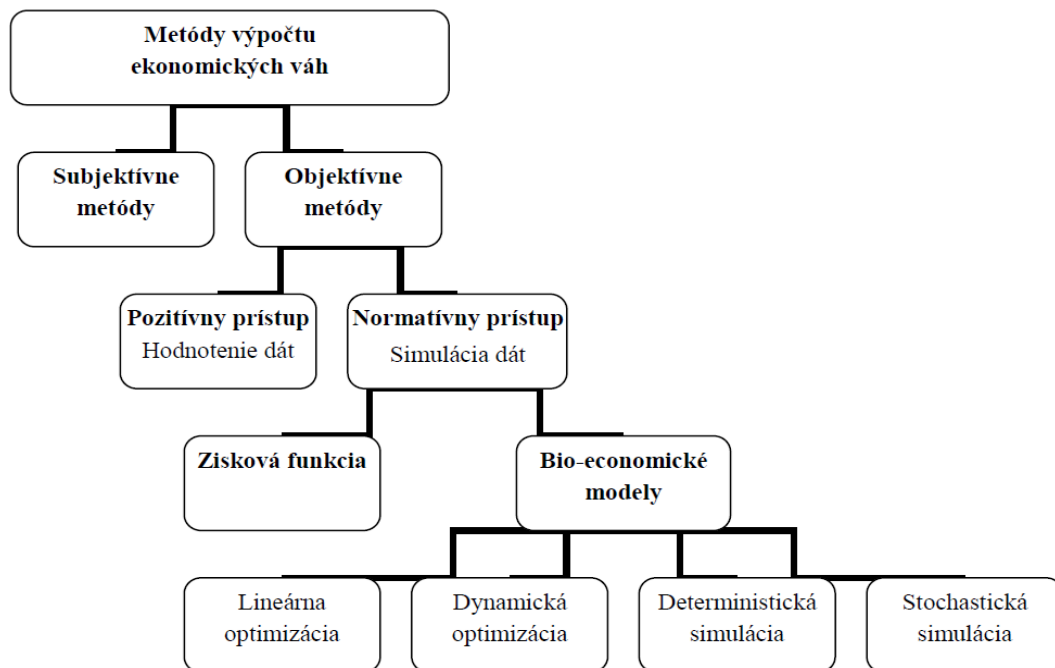 Metódy výpočtu
ekonomických váh
Subjektívne
metódy
Objektívne
metódy
Pozitívny prístup
Hodnotenie dát
Normatívny prístup
Simulácia dát
Zisková funkcia
Bio-economické
modely
Lineárna
optimizácia
Dynamická
optimizácia
Deterministická
simulácia
Stochastická
simulácia